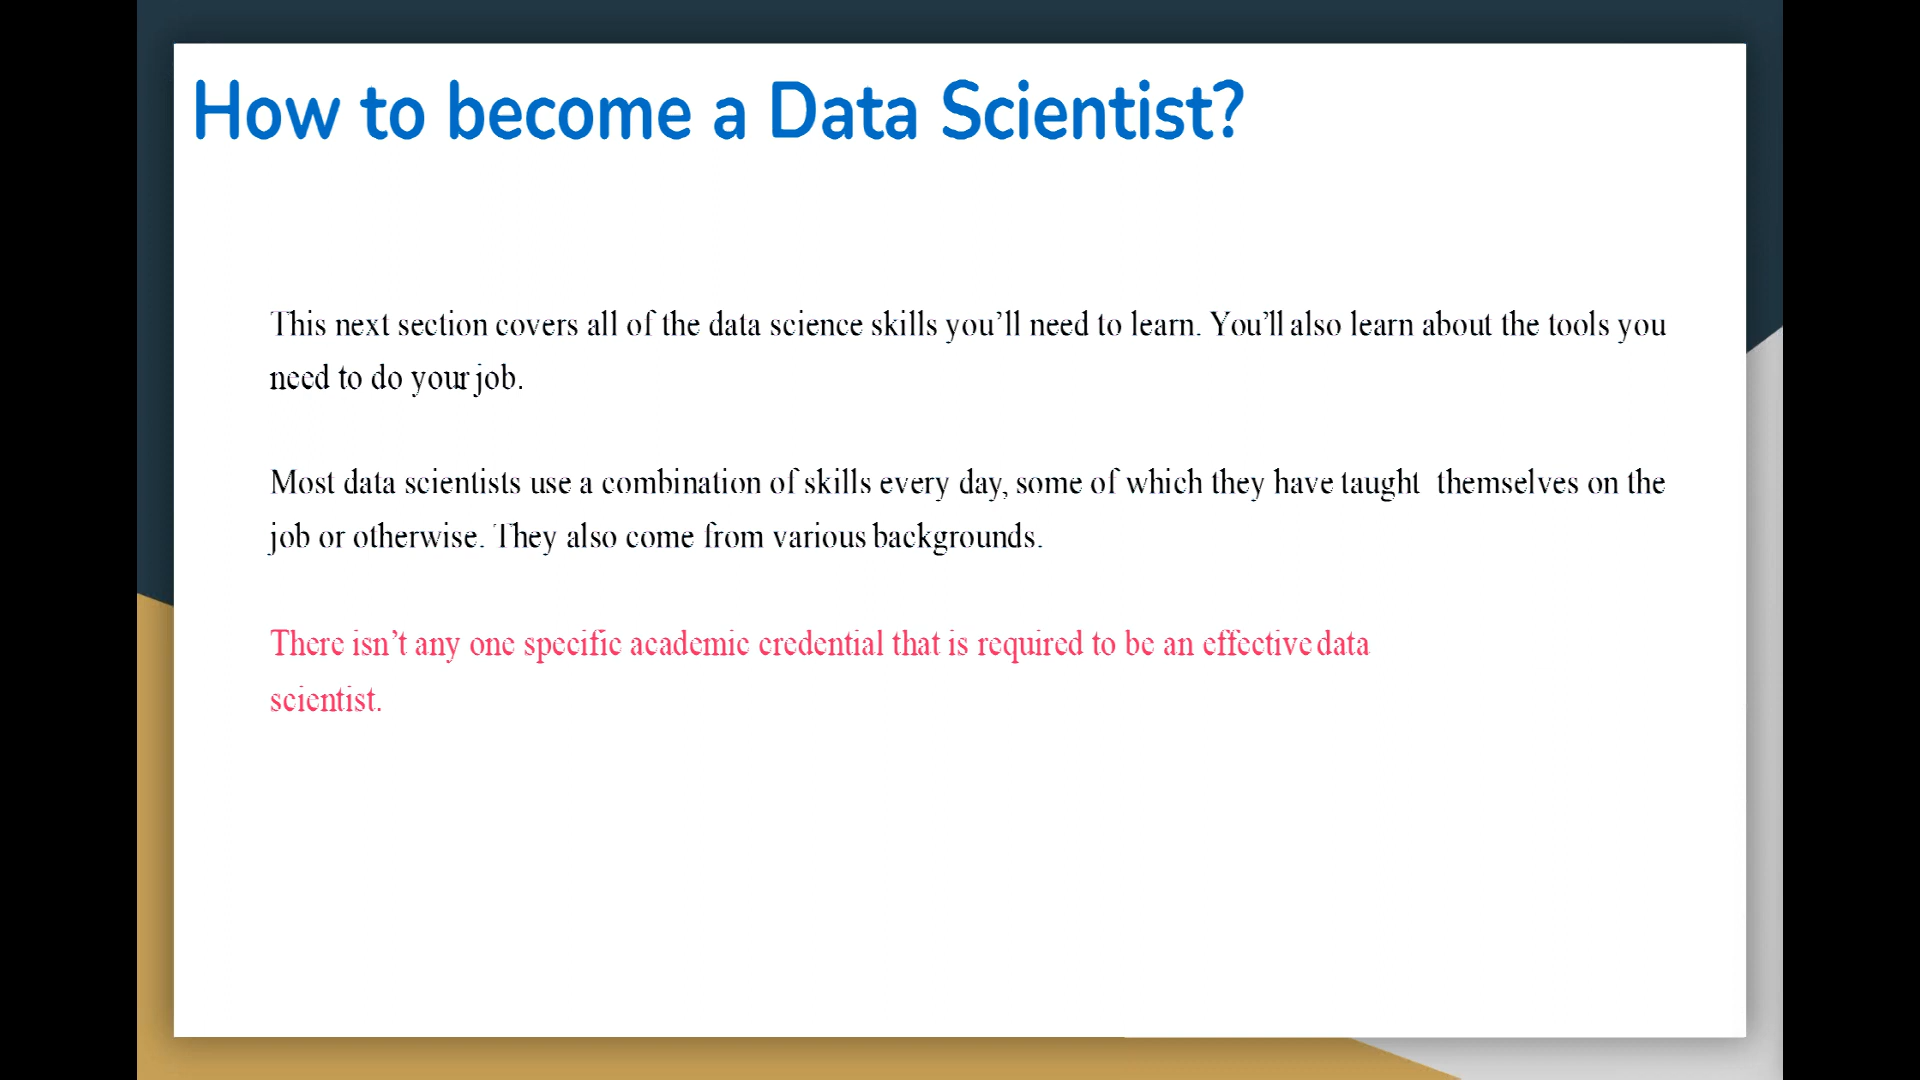 How to become a Data Scientist?
This next section covers all of the data science skills you’ll need to learn. You’ll also learn about the tools you
need to do your job.
Most data scientists use a combination of skills every day, some of which they have taught themselves on the
job or otherwise. They also come from various backgrounds.
There isn’t any one specific academic credential that is required to be an effective data
scientist.